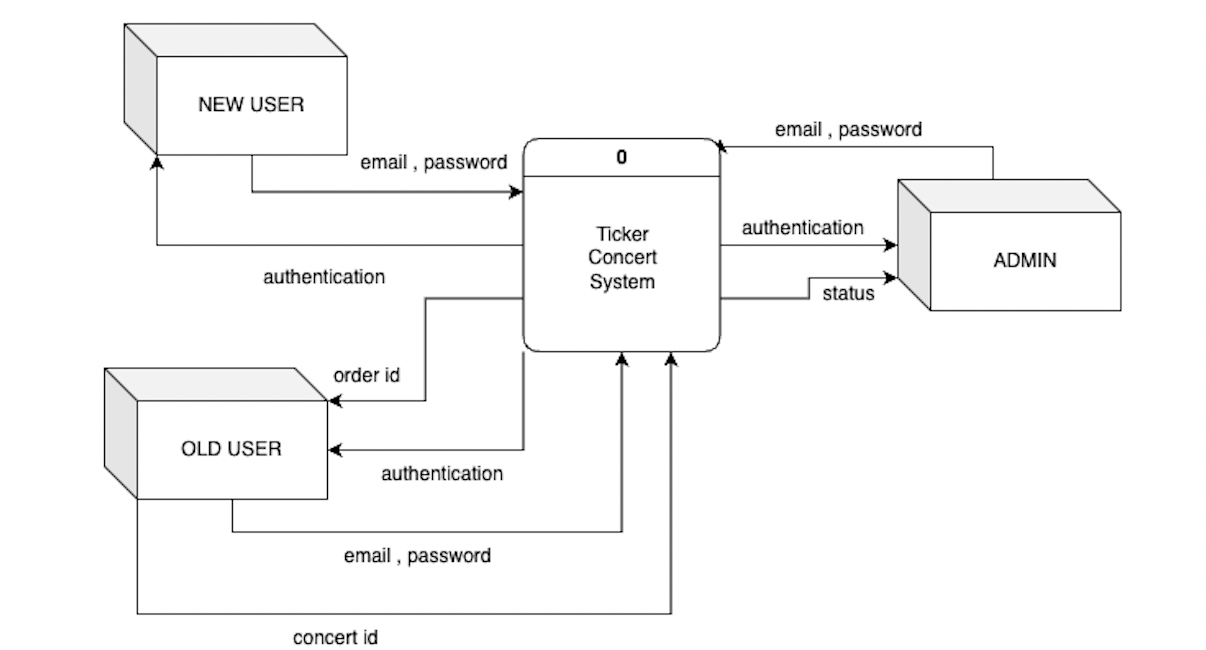 NEW USER
email , password
email , password
0
Ticker
Concert
System
authentication
ADMIN
authentication
status
order id
OLD USER
authentication
email , password
concert id